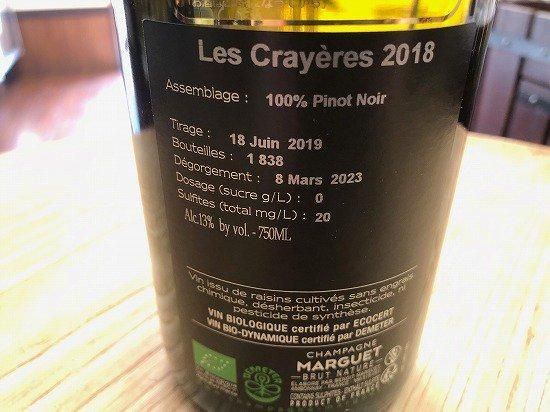 Les Crayères 2018
Assemblage : 100% Pinot Noir
Tirage : 18 Juin 2019
Bouteilles : 1 838
Dégorgement : 8 Mars 2023
Dosage (sucre g/L) : 0
Sulfites (total mg/L) : 20
Alc.13% by vol. - 750ML
Vin issu de raisins cultivés sans engrais
chimique, désherbant, insecticide, ni
pesticide de synthèse.
VIN BIOLOGIQUE certifié par ECOCERT
VIN BIO-DYNAMIQUE certifié par DEMETER
CHAMPAGNE
MARGUET
BRUT NATURE
DEMETER
PRODUCT OF FRANCE